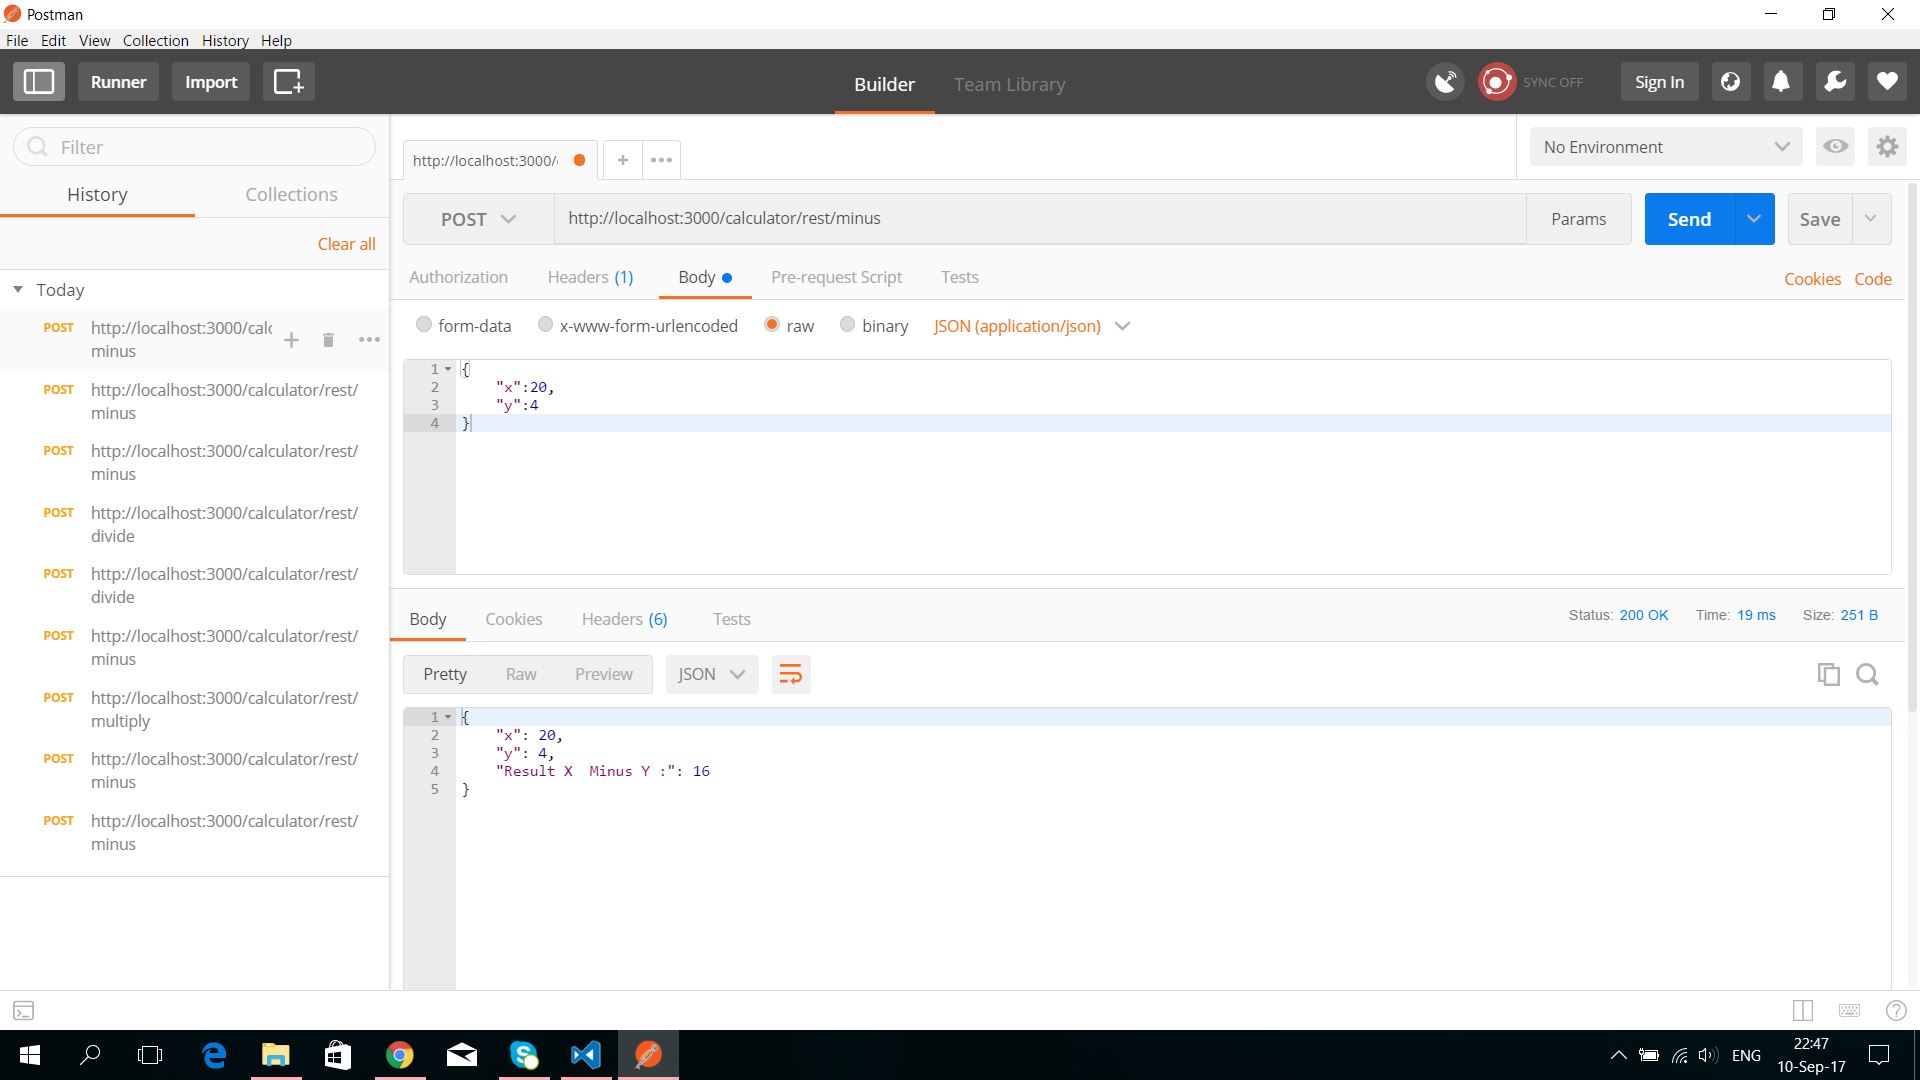 Postman
File Edit View Collection History Help
Runner Import Builder Team Library SYNC OFF Sign In
Filter
History Collections
Clear all
Today
POST http://localhost:3000/calc
minus
POST http://localhost:3000/calculator/rest/
minus
POST http://localhost:3000/calculator/rest/
minus
POST http://localhost:3000/calculator/rest/
divide
POST http://localhost:3000/calculator/rest/
divide
POST http://localhost:3000/calculator/rest/
minus
POST http://localhost:3000/calculator/rest/
multiply
POST http://localhost:3000/calculator/rest/
minus
POST http://localhost:3000/calculator/rest/
minus
http://localhost:3000/ No Environment
POST http://localhost:3000/calculator/rest/minus Params Send Save
Authorization Headers (1) Body Pre-request Script Tests Cookies Code
form-data x-www-form-urlencoded raw binary JSON (application/json)
1 {
2 "x":20,
3 "y":4
4 }
Body Cookies Headers (6) Tests Status: 200 OK Time: 19 ms Size: 251 B
Pretty Raw Preview JSON
1 {
2 "x": 20,
3 "y": 4,
4 "Result X  Minus Y :": 16
5 }
ENG 22:47
10-Sep-17